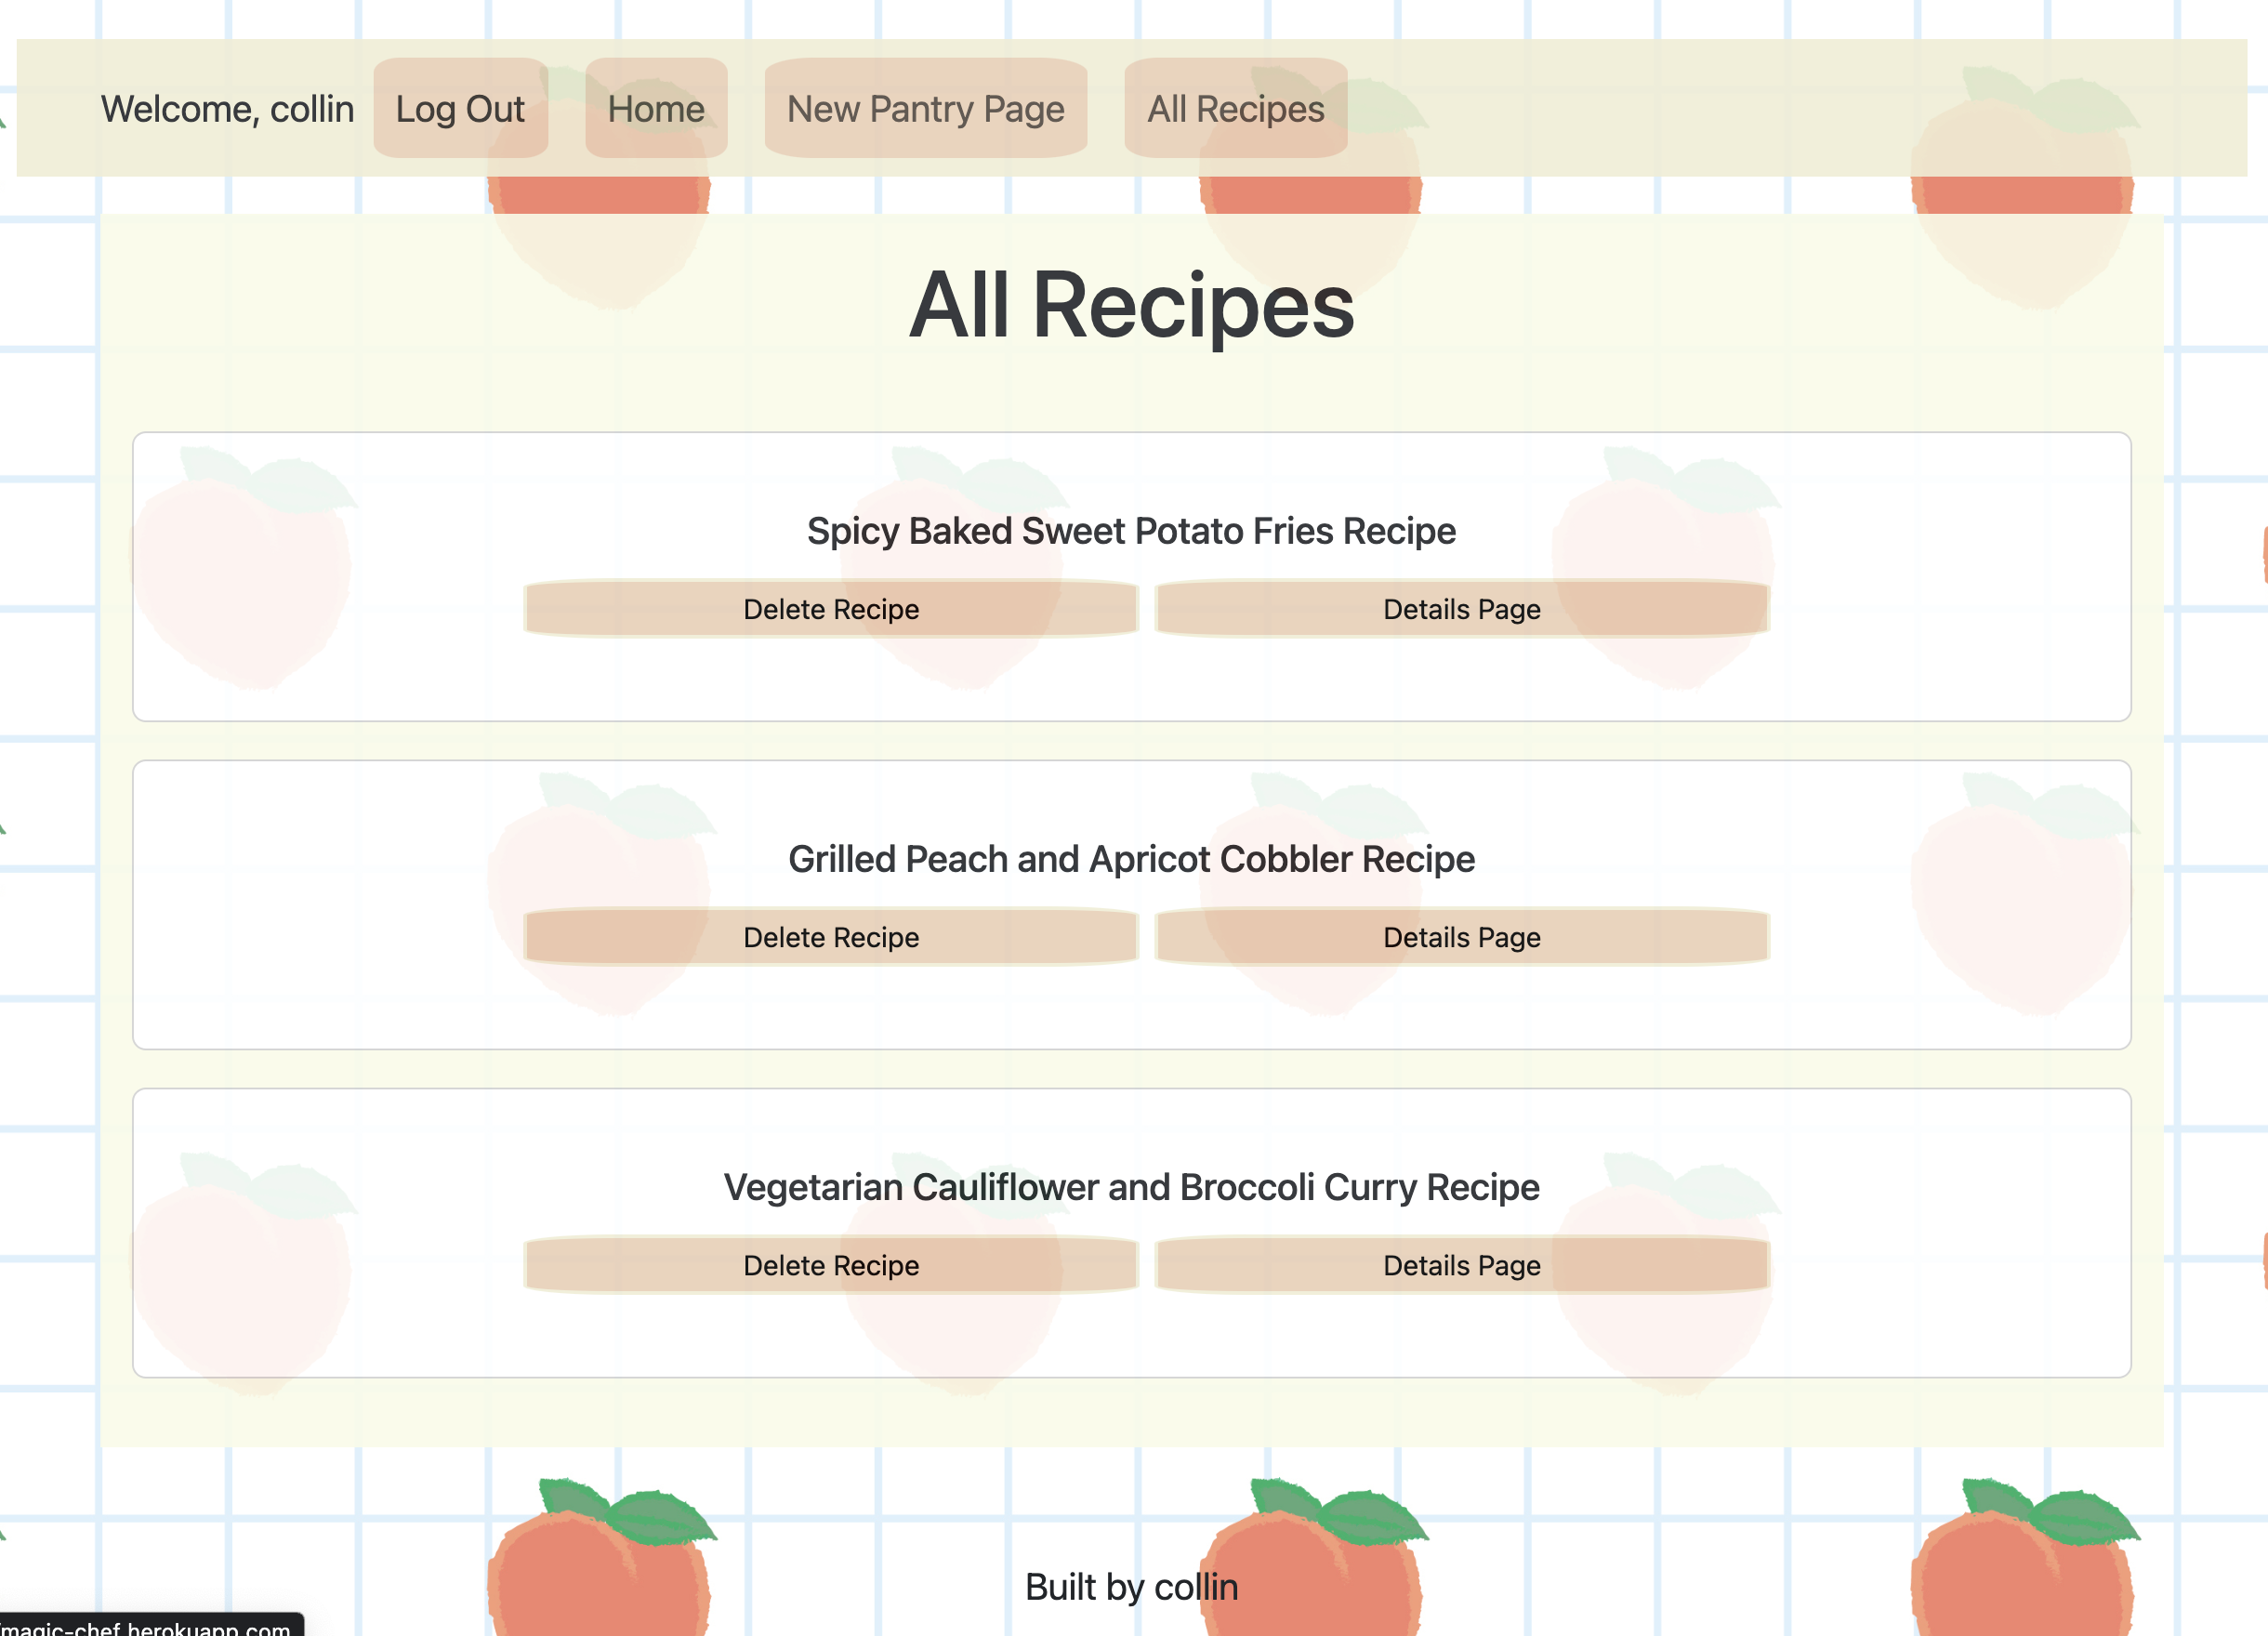 Welcome, collin Log Out Home New Pantry Page All Recipes
All Recipes
Spicy Baked Sweet Potato Fries Recipe
Delete Recipe Details Page
Grilled Peach and Apricot Cobbler Recipe
Delete Recipe Details Page
Vegetarian Cauliflower and Broccoli Curry Recipe
Delete Recipe Details Page
Built by collin
magic-chef.herokuapp.com